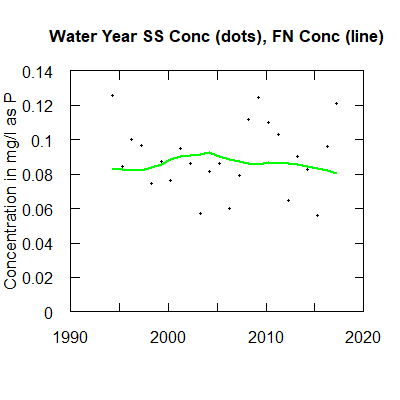 Water Year SS Conc (dots), FN Conc (line)
Concentration in mg/l as P
0.14
0.12
0.1
0.08
0.06
0.04
0.02
0
1990 2000 2010 2020